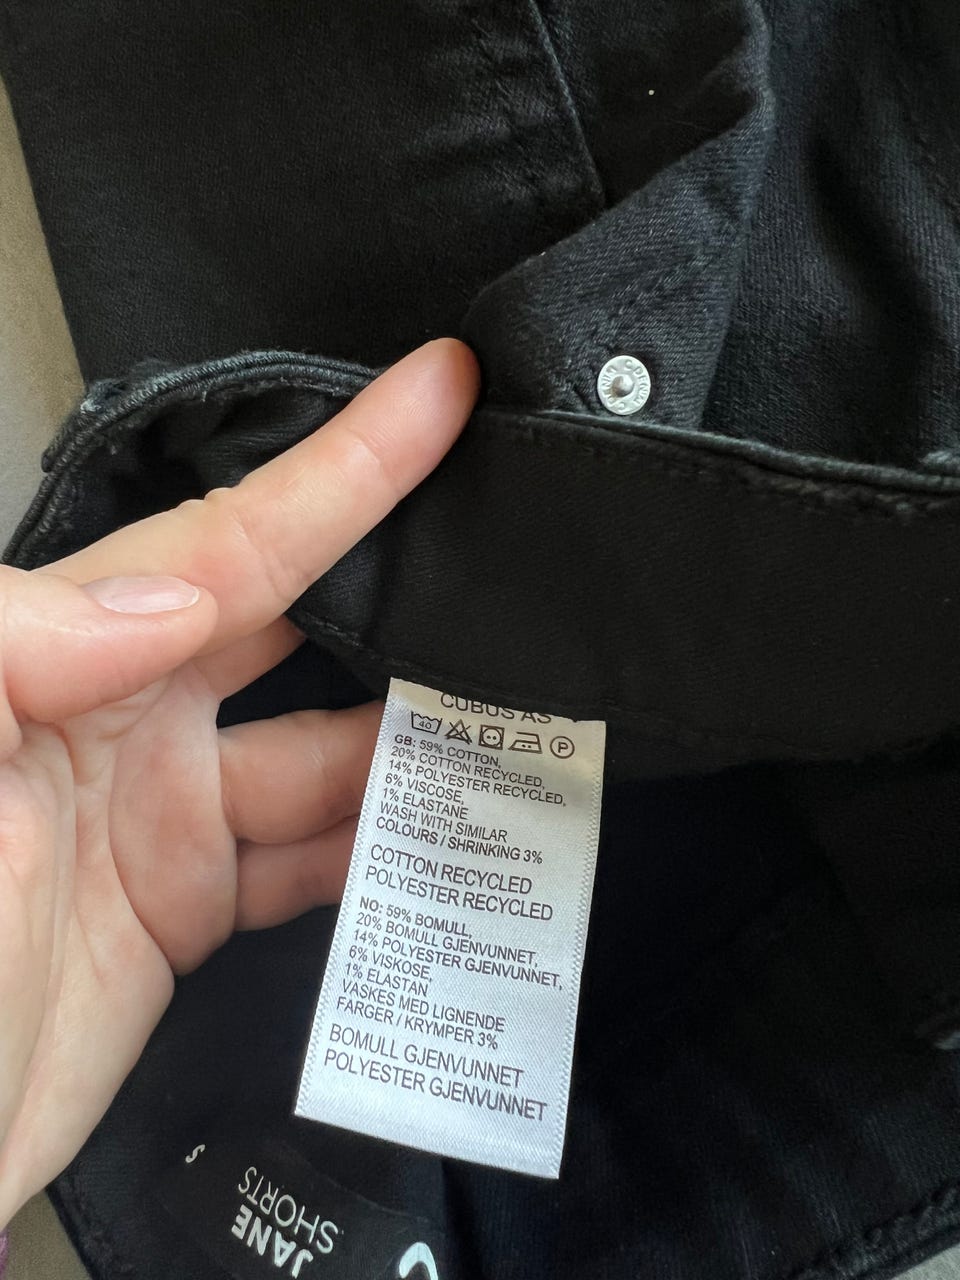 CUBUS AS
40
P
GB: 59% COTTON,
20% COTTON RECYCLED,
14% POLYESTER RECYCLED,
6% VISCOSE,
1% ELASTANE
WASH WITH SIMILAR
COLOURS / SHRINKING 3%
COTTON RECYCLED
POLYESTER RECYCLED
NO: 59% BOMULL,
20% BOMULL GJENVUNNET,
14% POLYESTER GJENVUNNET,
6% VISKOSE,
1% ELASTAN
VASKES MED LIGNENDE
FARGER / KRYMPER 3%
BOMULL GJENVUNNET
POLYESTER GJENVUNNET
S
JANE
SHORTS